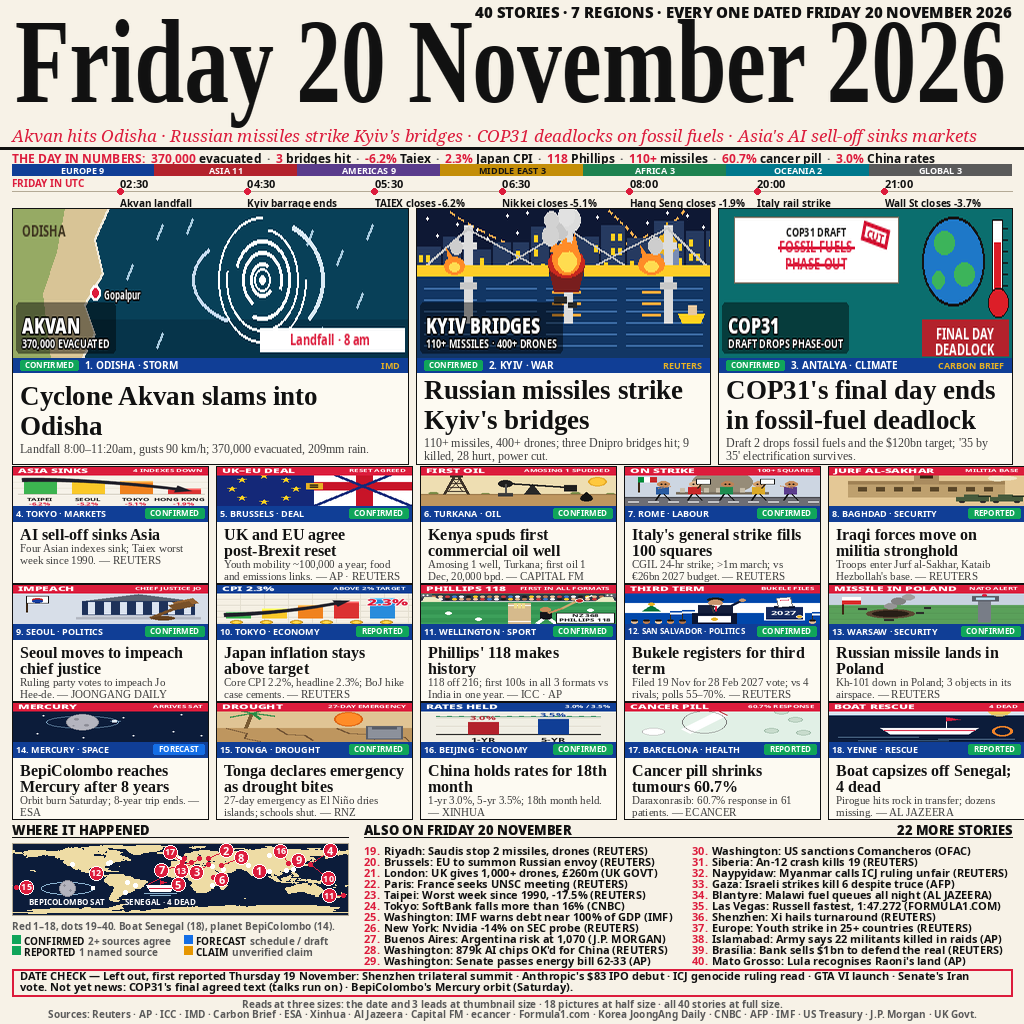 40 STORIES · 7 REGIONS · EVERY ONE DATED FRIDAY 20 NOVEMBER 2026
Friday 20 November 2026
Akvan hits Odisha · Russian missiles strike Kyiv's bridges · COP31 deadlocks on fossil fuels · Asia's AI sell-off sinks markets
THE DAY IN NUMBERS: 370,000 evacuated · 3 bridges hit · -6.2% Taiex · 2.3% Japan CPI · 118 Phillips · 110+ missiles · 60.7% cancer pill · 3.0% China rates
EUROPE 9 ASIA 11 AMERICAS 9 MIDDLE EAST 3 AFRICA 3 OCEANIA 2 GLOBAL 3
FRIDAY IN UTC 02:30 04:30 05:30 06:30 08:00 20:00 21:00
Akvan landfall Kyiv barrage ends TAIEX closes -6.2% Nikkei closes -5.1% Hang Seng closes -1.9% Italy rail strike Wall St closes -3.7%
ODISHA
Gopalpur
AKVAN
370,000 EVACUATED
Landfall · 8 am
CONFIRMED 1. ODISHA · STORM IMD
Cyclone Akvan slams into
Odisha
Landfall 8:00–11:20am, gusts 90 km/h; 370,000 evacuated, 209mm rain.
KYIV BRIDGES
110+ MISSILES · 400+ DRONES
CONFIRMED 2. KYIV · WAR REUTERS
Russian missiles strike
Kyiv's bridges
110+ missiles, 400+ drones; three Dnipro bridges hit; 9
killed, 28 hurt, power cut.
COP31 DRAFT
FOSSIL FUELS
PHASE-OUT
CUT
COP31
DRAFT DROPS PHASE-OUT
FINAL DAY
DEADLOCK
CONFIRMED 3. ANTALYA · CLIMATE CARBON BRIEF
COP31's final day ends
in fossil-fuel deadlock
Draft 2 drops fossil fuels and the $120bn target; '35 by
35' electrification survives.
ASIA SINKS 4 INDEXES DOWN
TAIPEI SEOUL TOKYO HONG KONG
-6.2% -5.1% -1.9%
4. TOKYO · MARKETS CONFIRMED
AI sell-off sinks Asia
Four Asian indexes sink; Taiex worst
week since 1990. — REUTERS
UK–EU DEAL RESET AGREED
5. BRUSSELS · DEAL CONFIRMED
UK and EU agree
post-Brexit reset
Youth mobility ~100,000 a year; food
and emissions links. — AP · REUTERS
FIRST OIL AMOSING 1 SPUDDED
6. TURKANA · OIL CONFIRMED
Kenya spuds first
commercial oil well
Amosing 1 well, Turkana; first oil 1
Dec, 20,000 bpd. — CAPITAL FM
ON STRIKE 100+ SQUARES
7. ROME · LABOUR CONFIRMED
Italy's general strike fills
100 squares
CGIL 24-hr strike; >1m march; vs
€26bn 2027 budget. — REUTERS
JURF AL-SAKHAR MILITIA BASE
8. BAGHDAD · SECURITY REPORTED
Iraqi forces move on
militia stronghold
Troops enter Jurf al-Sakhar, Kataib
Hezbollah's base. — REUTERS
IMPEACH CHIEF JUSTICE JO
9. SEOUL · POLITICS CONFIRMED
Seoul moves to impeach
chief justice
Ruling party votes to impeach Jo
Hee-de. — JOONGANG DAILY
CPI 2.3% ABOVE 2% TARGET
2.3%
10. TOKYO · ECONOMY REPORTED
Japan inflation stays
above target
Core CPI 2.2%, headline 2.3%; BoJ hike
case cements. — REUTERS
PHILLIPS 118 FIRST IN ALL FORMATS
NZ 368
PHILLIPS 118
11. WELLINGTON · SPORT CONFIRMED
Phillips' 118 makes
history
118 off 216; first 100s in all 3 formats vs
India in one year. — ICC · AP
THIRD TERM BUKELE FILES
2027
12. SAN SALVADOR · POLITICS CONFIRMED
Bukele registers for third
term
Filed 19 Nov for 28 Feb 2027 vote; vs 4
rivals; polls 55–70%. — REUTERS
MISSILE IN POLAND NATO ALERT
13. WARSAW · SECURITY CONFIRMED
Russian missile lands in
Poland
Kh-101 down in Poland; 3 objects in its
airspace. — REUTERS
MERCURY ARRIVES SAT
14. MERCURY · SPACE FORECAST
BepiColombo reaches
Mercury after 8 years
Orbit burn Saturday; 8-year trip ends. —
ESA
DROUGHT 27-DAY EMERGENCY
15. TONGA · DROUGHT CONFIRMED
Tonga declares emergency
as drought bites
27-day emergency as El Niño dries
islands; schools shut. — RNZ
RATES HELD 3.0% / 3.5%
3.0% 3.5%
1-YR 5-YR
16. BEIJING · ECONOMY CONFIRMED
China holds rates for 18th
month
1-yr 3.0%, 5-yr 3.5%; 18th month held.
— XINHUA
CANCER PILL 60.7% RESPONSE
17. BARCELONA · HEALTH REPORTED
Cancer pill shrinks
tumours 60.7%
Daraxonrasib: 60.7% response in 61
patients. — ECANCER
BOAT RESCUE 4 DEAD
18. YENNE · RESCUE REPORTED
Boat capsizes off Senegal;
4 dead
Pirogue hits rock in transfer; dozens
missing. — AL JAZEERA
WHERE IT HAPPENED
17 2 16 4 8 9 7 13 3 1 12 5 6 10 15 11
BEPICOLOMBO SAT SENEGAL · 4 DEAD
Red 1–18, dots 19–40. Boat Senegal (18), planet BepiColombo (14).
CONFIRMED 2+ sources agree FORECAST schedule / draft
REPORTED 1 named source CLAIM unverified claim
ALSO ON FRIDAY 20 NOVEMBER 22 MORE STORIES
19. Riyadh: Saudis stop 2 missiles, drones (REUTERS)
20. Brussels: EU to summon Russian envoy (REUTERS)
21. London: UK gives 1,000+ drones, £260m (UK GOVT)
22. Paris: France seeks UNSC meeting (REUTERS)
23. Taipei: Worst week since 1990, -17.5% (REUTERS)
24. Tokyo: SoftBank falls more than 16% (CNBC)
25. Washington: IMF warns debt near 100% of GDP (IMF)
26. New York: Nvidia -14% on SEC probe (REUTERS)
27. Buenos Aires: Argentina risk at 1,070 (J.P. MORGAN)
28. Washington: 879k AI chips OK'd for China (REUTERS)
29. Washington: Senate passes energy bill 62-33 (AP)
30. Washington: US sanctions Comancheros (OFAC)
31. Siberia: An-12 crash kills 19 (REUTERS)
32. Naypyidaw: Myanmar calls ICJ ruling unfair (REUTERS)
33. Gaza: Israeli strikes kill 6 despite truce (AFP)
34. Blantyre: Malawi fuel queues all night (AL JAZEERA)
35. Las Vegas: Russell fastest, 1:47.272 (FORMULA1.COM)
36. Shenzhen: Xi hails turnaround (REUTERS)
37. Europe: Youth strike in 25+ countries (REUTERS)
38. Islamabad: Army says 22 militants killed in raids (AP)
39. Brasília: Bank sells $1bn to defend the real (REUTERS)
40. Mato Grosso: Lula recognises Raoni's land (AP)
DATE CHECK — Left out, first reported Thursday 19 November: Shenzhen trilateral summit · Anthropic's $83 IPO debut · ICJ genocide ruling read · GTA VI launch · Senate's Iran
vote. Not yet news: COP31's final agreed text (talks run on) · BepiColombo's Mercury orbit (Saturday).
Reads at three sizes: the date and 3 leads at thumbnail size · 18 pictures at half size · all 40 stories at full size.
Sources: Reuters · AP · ICC · IMD · Carbon Brief · ESA · Xinhua · Al Jazeera · Capital FM · ecancer · Formula1.com · Korea JoongAng Daily · CNBC · AFP · IMF · US Treasury · J.P. Morgan · UK Govt.